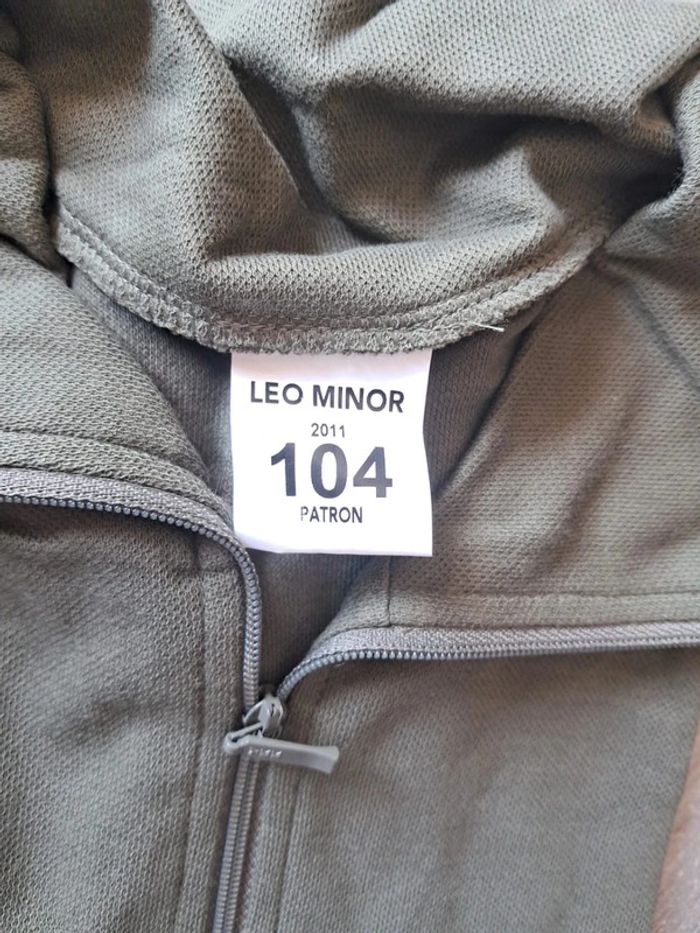 LEO MINOR
2011
104
PATRON